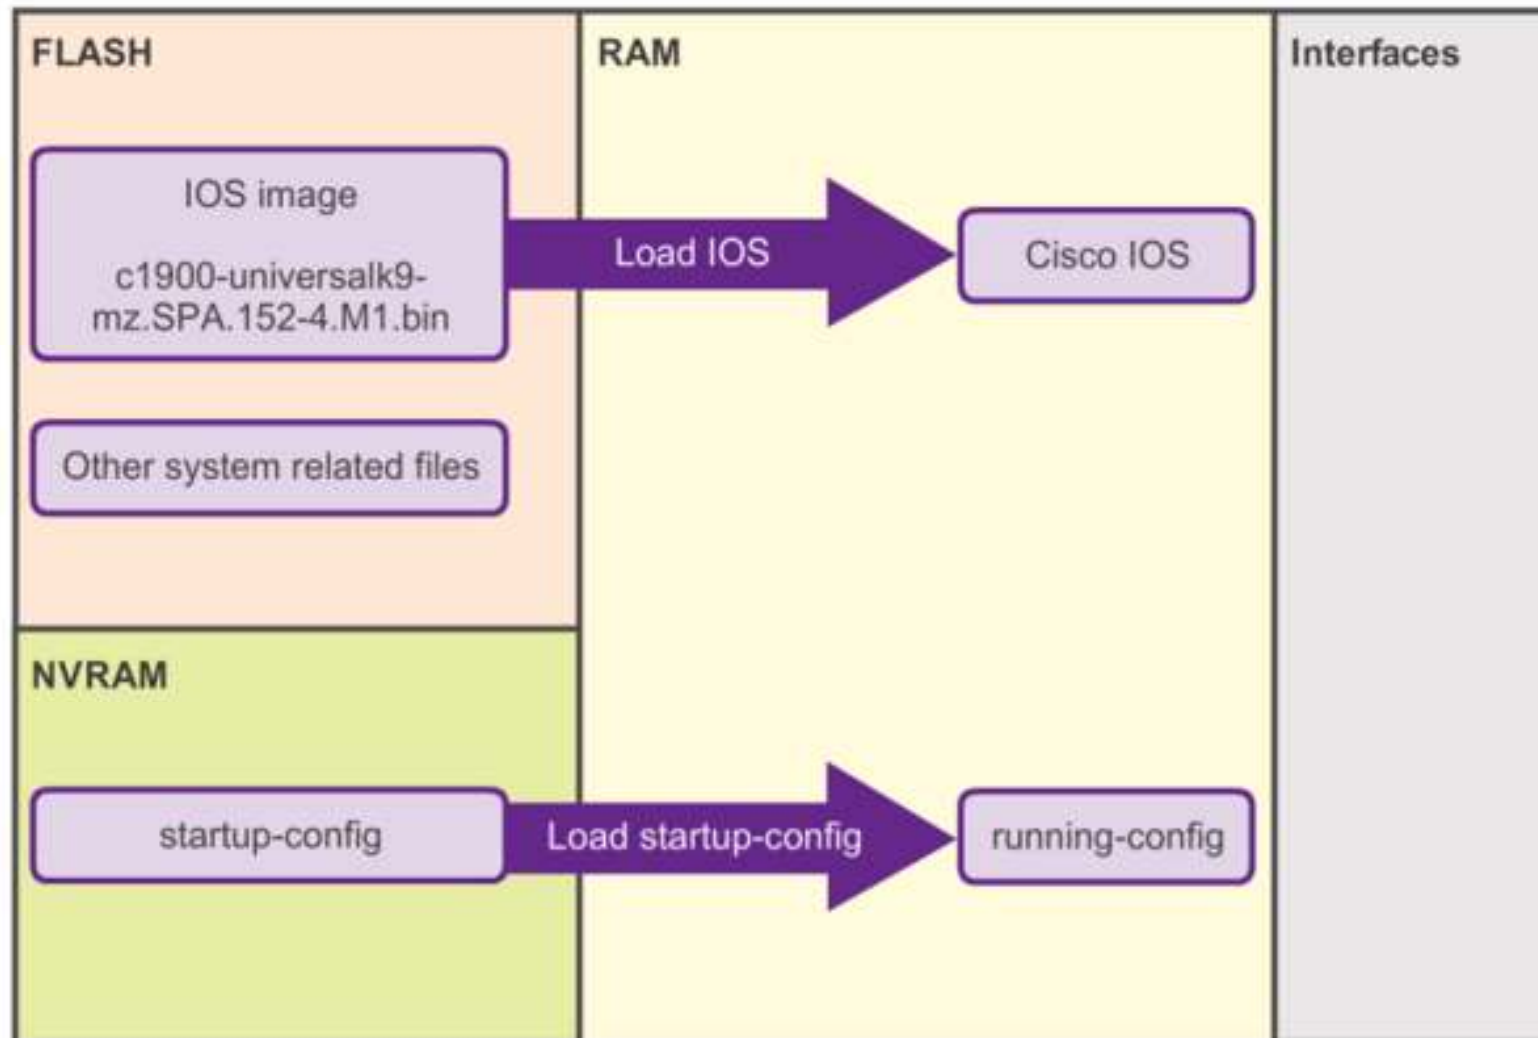 FLASH
IOS image
c1900-universalk9-
mz.SPA.152-4.M1.bin
Other system related files
NVRAM
startup-config
RAM
Load IOS
Cisco IOS
Load startup-config
running-config
Interfaces